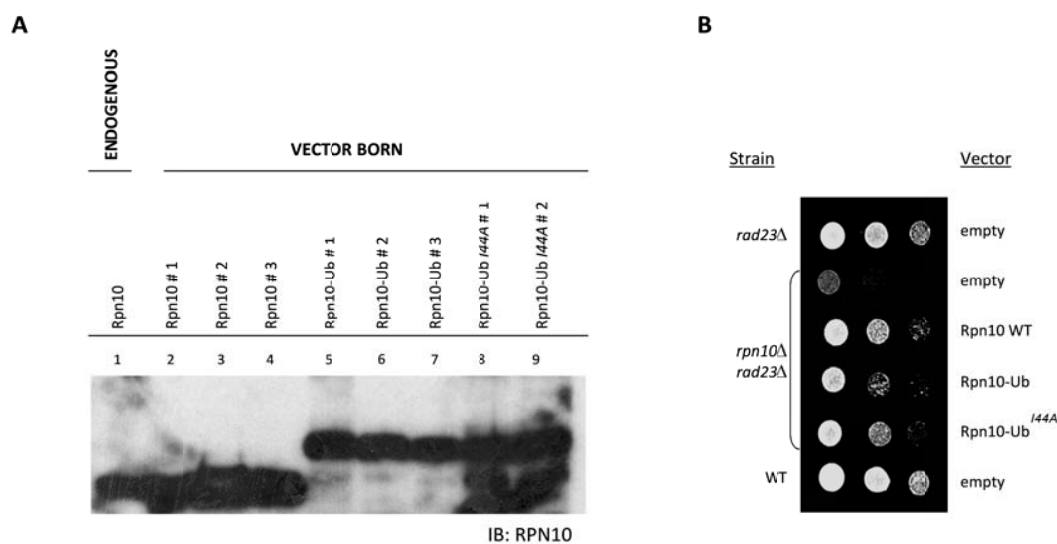 A
ENDOGENOUS
VECTOR BORN
Rpn10
Rpn10 # 1
Rpn10 # 2
Rpn10 # 3
Rpn10-Ub # 1
Rpn10-Ub # 2
Rpn10-Ub # 3
Rpn10-Ub I44A # 1
Rpn10-Ub I44A # 2
1 2 3 4 5 6 7 8 9
IB: RPN10
B
Strain Vector
rad23Δ empty
empty
Rpn10 WT
rpn10Δ
rad23Δ
Rpn10-Ub
Rpn10-Ub I44A
WT empty